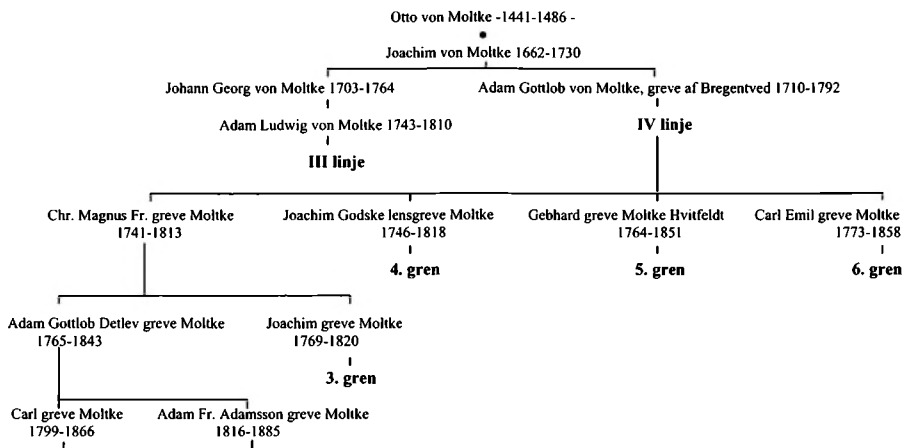 Otto von Moltke -1441-1486 -
Joachim von Moltke 1662-1730
Johann Georg von Moltke 1703-1764
Adam Gottlob von Moltke, greve af Bregentved 1710-1792
Adam Ludwig von Moltke 1743-1810
IV linje
III linje
Chr. Magnus Fr. greve Moltke
1741-1813
Joachim Godske lensgreve Moltke
1746-1818
Gebhard greve Moltke Hvitfeldt
1764-1851
Carl Emil greve Moltke
1773-1858
4. gren
5. gren
6. gren
Adam Gottlob Detlev greve Moltke
1765-1843
Joachim greve Moltke
1769-1820
3. gren
Carl greve Moltke
1799-1866
Adam Fr. Adamsson greve Moltke
1816-1885